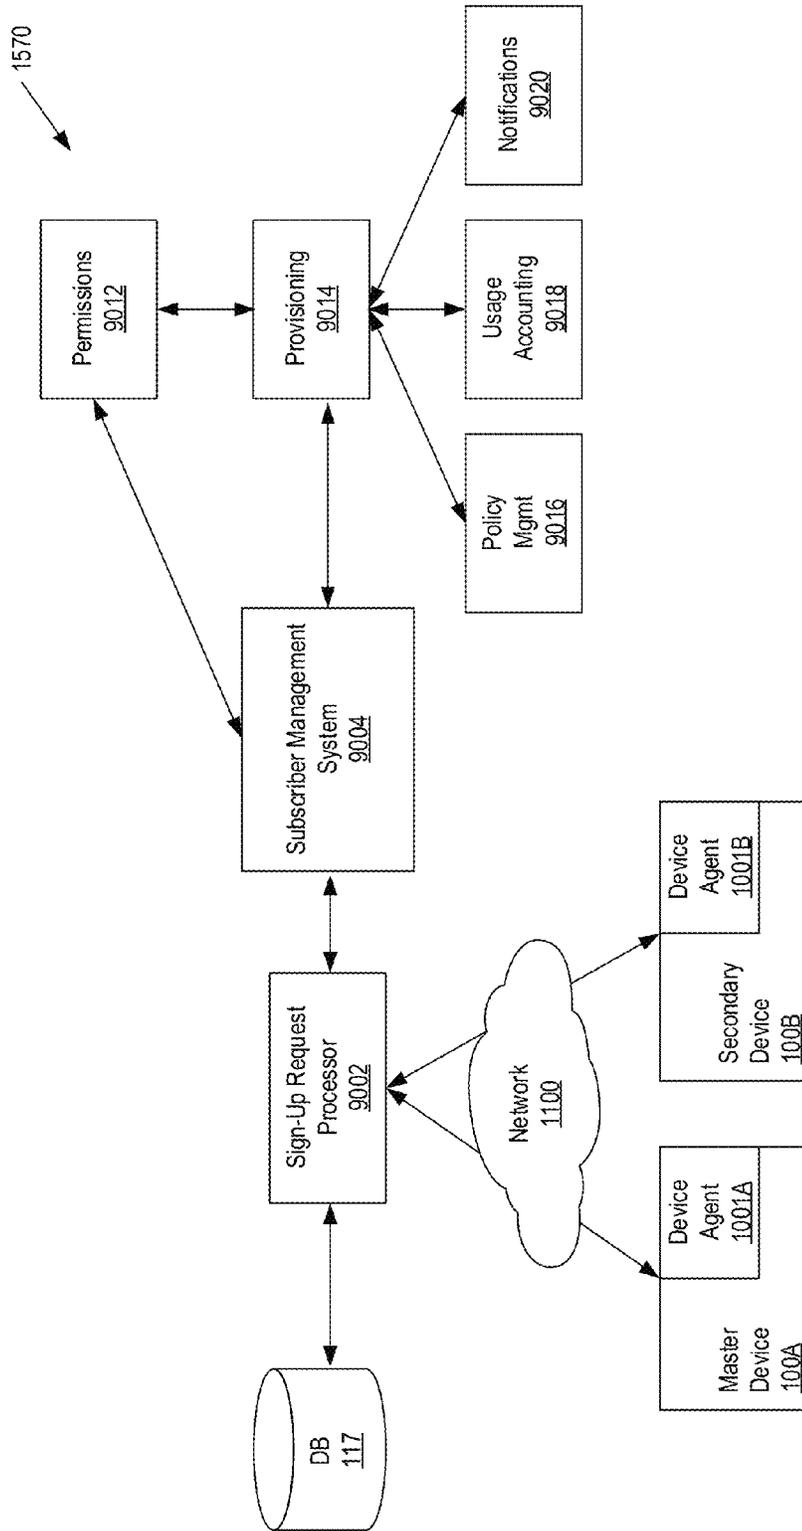 1570
Permissions
9012
Provisioning
9014
Notifications
9020
Usage
Accounting
9018
Policy
Mgmt
9016
Subscriber Management
System
9004
Sign-Up Request
Processor
9002
DB
117
Network
1100
Device
Agent
1001B
Secondary
Device
100B
Device
Agent
1001A
Master
Device
100A